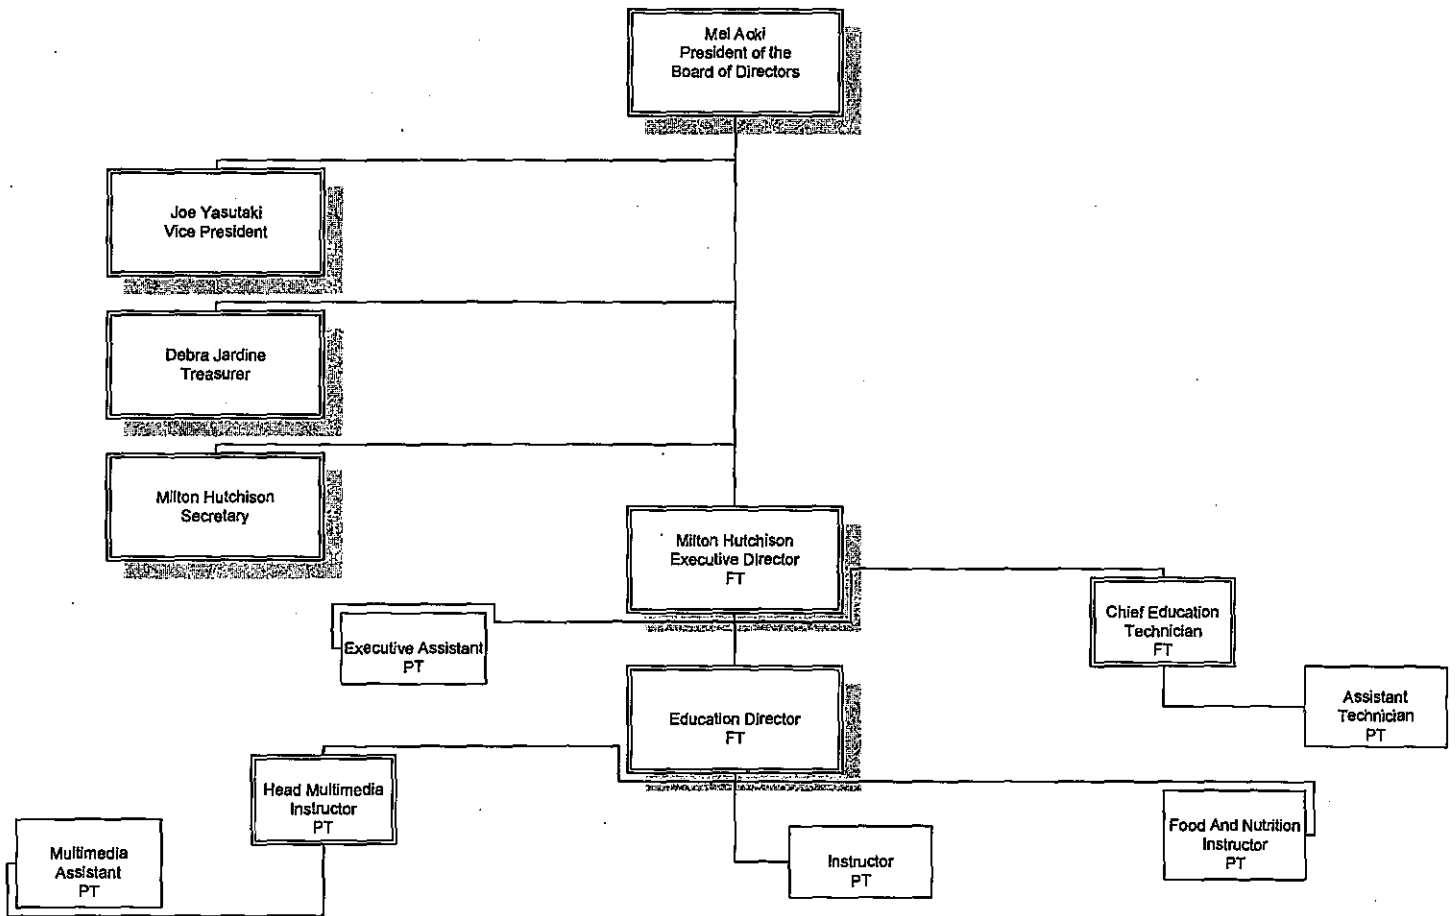 Mel Aoki
President of the
Board of Directors
Joe Yasutaki
Vice President
Debra Jardine
Treasurer
Milton Hutchison
Secretary
Milton Hutchison
Executive Director
FT
Executive Assistant
PT
Chief Education
Technician
FT
Assistant
Technician
PT
Education Director
FT
Head Multimedia
Instructor
PT
Multimedia
Assistant
PT
Instructor
PT
Food And Nutrition
Instructor
PT